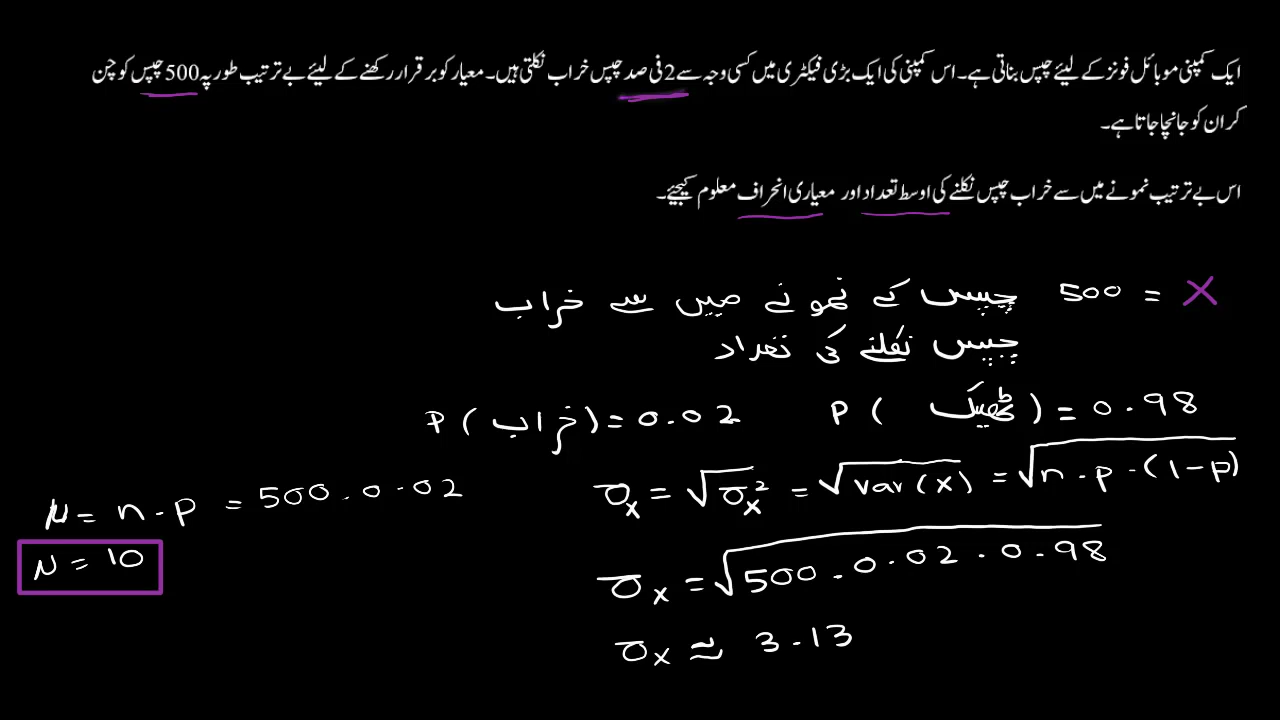 ایک کمپنی موبائل فونز کے لیئے چپس بناتی ہے۔ اس کمپنی کی ایک بڑی فیکٹری میں کسی وجہ سے 2 فی صد چپس خراب نکلتی ہیں۔ معیار کو برقرار رکھنے کے لیئے بے ترتیب طور پہ 500 چپس کو چن
کر ان کو جانچا جاتا ہے۔
اس بے ترتیب نمونے میں سے خراب چپس نکلنے کی اوسط تعداد اور معیاری انحراف معلوم کیجیئے۔
X = 500 چپس کے نمونے میں سے خراب
چپس نکلنے کی تعداد
P(ٹھیک) = 0.98
P(خراب) = 0.02
σₓ = √σₓ² = √var(X) = √n·p·(1-p)
μ = n·p = 500·0·02
σₓ = √500·0·02·0·98
μ = 10
σₓ ≈ 3·13